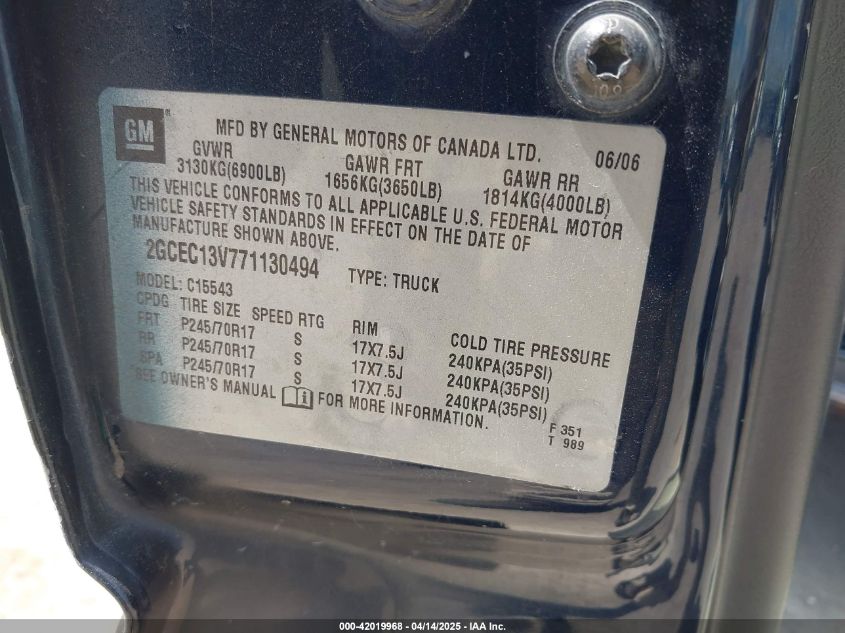 109
GM ®
MFD BY GENERAL MOTORS OF CANADA LTD. 06/06
GVWR GAWR FRT GAWR RR
3130KG(6900LB) 1656KG(3650LB) 1814KG(4000LB)
THIS VEHICLE CONFORMS TO ALL APPLICABLE U.S. FEDERAL MOTOR
VEHICLE SAFETY STANDARDS IN EFFECT ON THE DATE OF
MANUFACTURE SHOWN ABOVE.
2GCEC13V771130494 TYPE: TRUCK
MODEL: C15543
CPDG TIRE SIZE SPEED RTG RIM COLD TIRE PRESSURE
FRT P245/70R17 S 17X7.5J 240KPA(35PSI)
RR P245/70R17 S 17X7.5J 240KPA(35PSI)
SPA P245/70R17 S 17X7.5J 240KPA(35PSI)
*SEE OWNER'S MANUAL i FOR MORE INFORMATION.
F 351
T 989
000-42019968 - 04/14/2025 - IAA Inc.